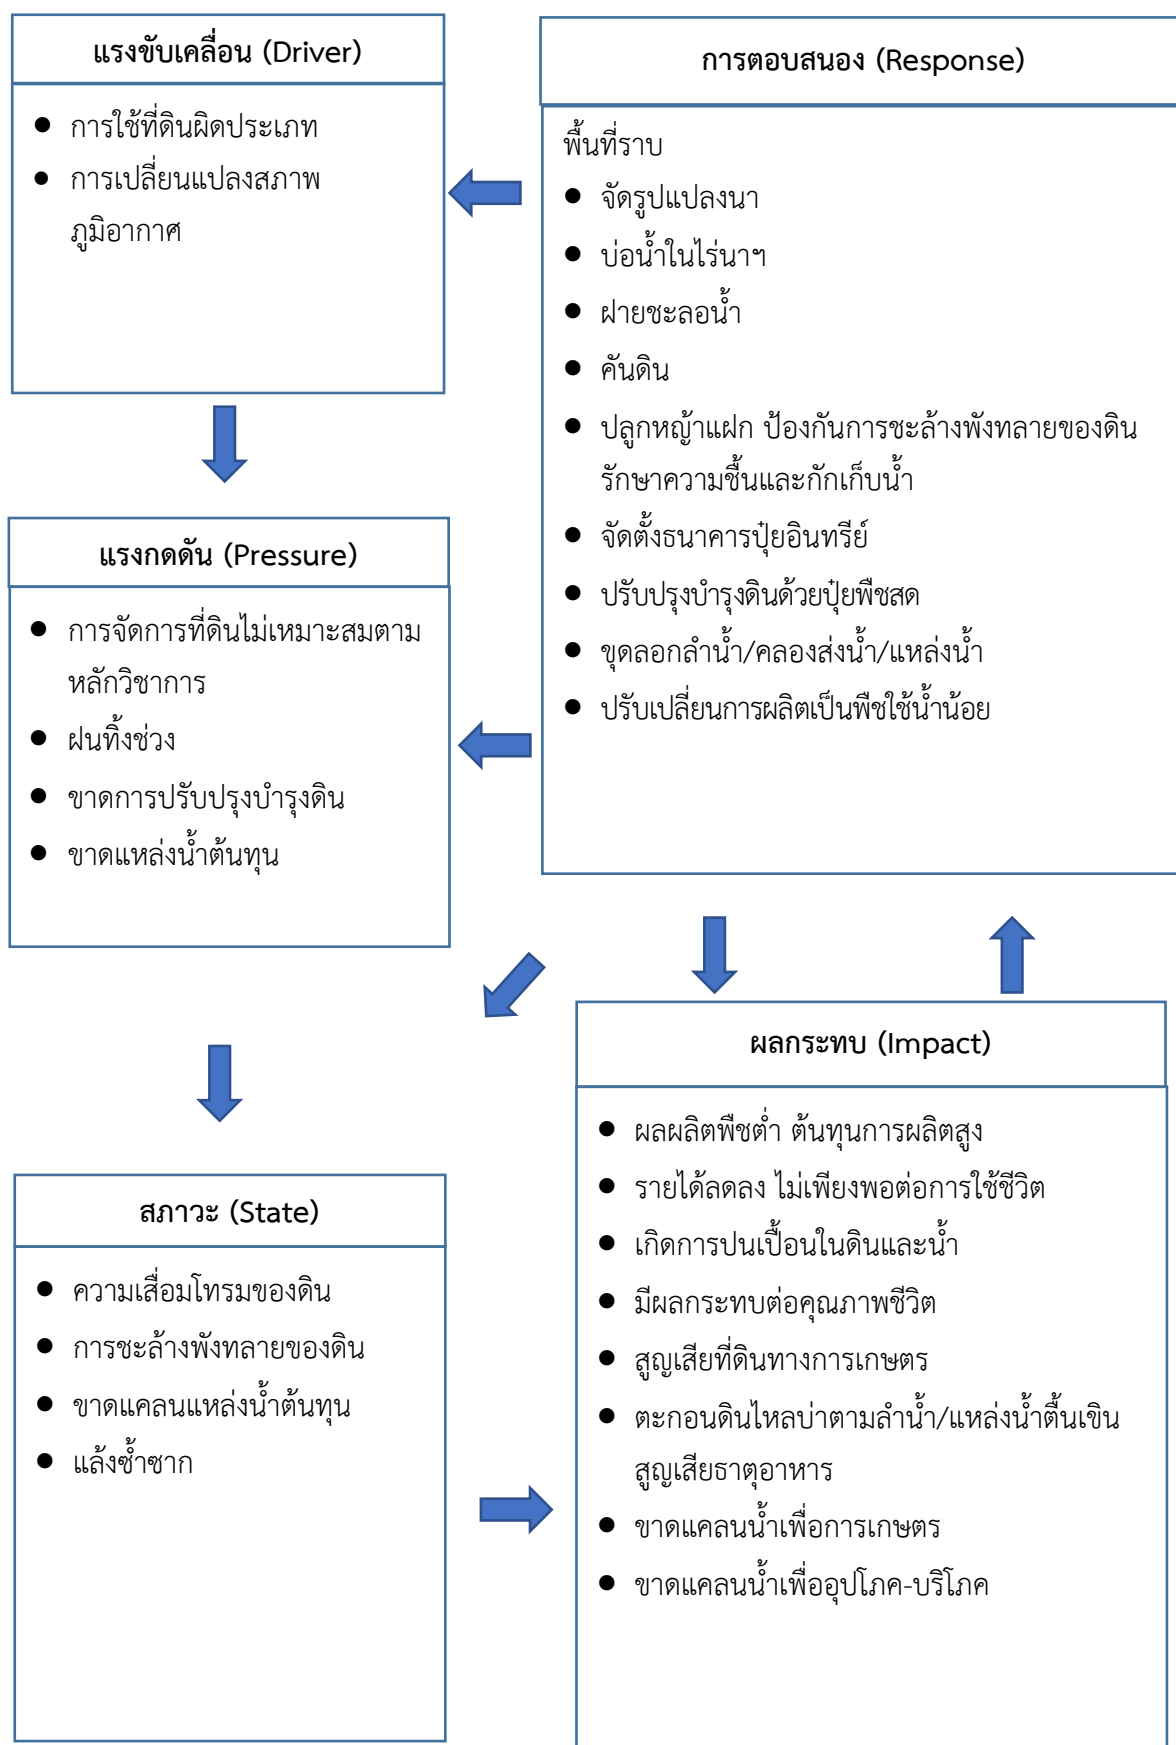 แรงขับเคลื่อน (Driver)
● การใช้ที่ดินผิดประเภท
● การเปลี่ยนแปลงสภาพ
ภูมิอากาศ
การตอบสนอง (Response)
พื้นที่ราบ
● จัดรูปแปลงนา
● บ่อน้ำในไร่นาฯ
● ฝายชะลอน้ำ
● คันดิน
● ปลูกหญ้าแฝก ป้องกันการชะล้างพังทลายของดิน
รักษาความชื้นและกักเก็บน้ำ
● จัดตั้งธนาคารปุ๋ยอินทรีย์
● ปรับปรุงบำรุงดินด้วยปุ๋ยพืชสด
● ขุดลอกลำน้ำ/คลองส่งน้ำ/แหล่งน้ำ
● ปรับเปลี่ยนการผลิตเป็นพืชใช้น้ำน้อย
แรงกดดัน (Pressure)
● การจัดการที่ดินไม่เหมาะสมตาม
หลักวิชาการ
● ฝนทิ้งช่วง
● ขาดการปรับปรุงบำรุงดิน
● ขาดแหล่งน้ำต้นทุน
สภาวะ (State)
● ความเสื่อมโทรมของดิน
● การชะล้างพังทลายของดิน
● ขาดแคลนแหล่งน้ำต้นทุน
● แล้งซ้ำซาก
ผลกระทบ (Impact)
● ผลผลิตพืชต่ำ ต้นทุนการผลิตสูง
● รายได้ลดลง ไม่เพียงพอต่อการใช้ชีวิต
● เกิดการปนเปื้อนในดินและน้ำ
● มีผลกระทบต่อคุณภาพชีวิต
● สูญเสียที่ดินทางการเกษตร
● ตะกอนดินไหลบ่าตามลำน้ำ/แหล่งน้ำตื้นเขิน
สูญเสียธาตุอาหาร
● ขาดแคลนน้ำเพื่อการเกษตร
● ขาดแคลนน้ำเพื่ออุปโภค-บริโภค